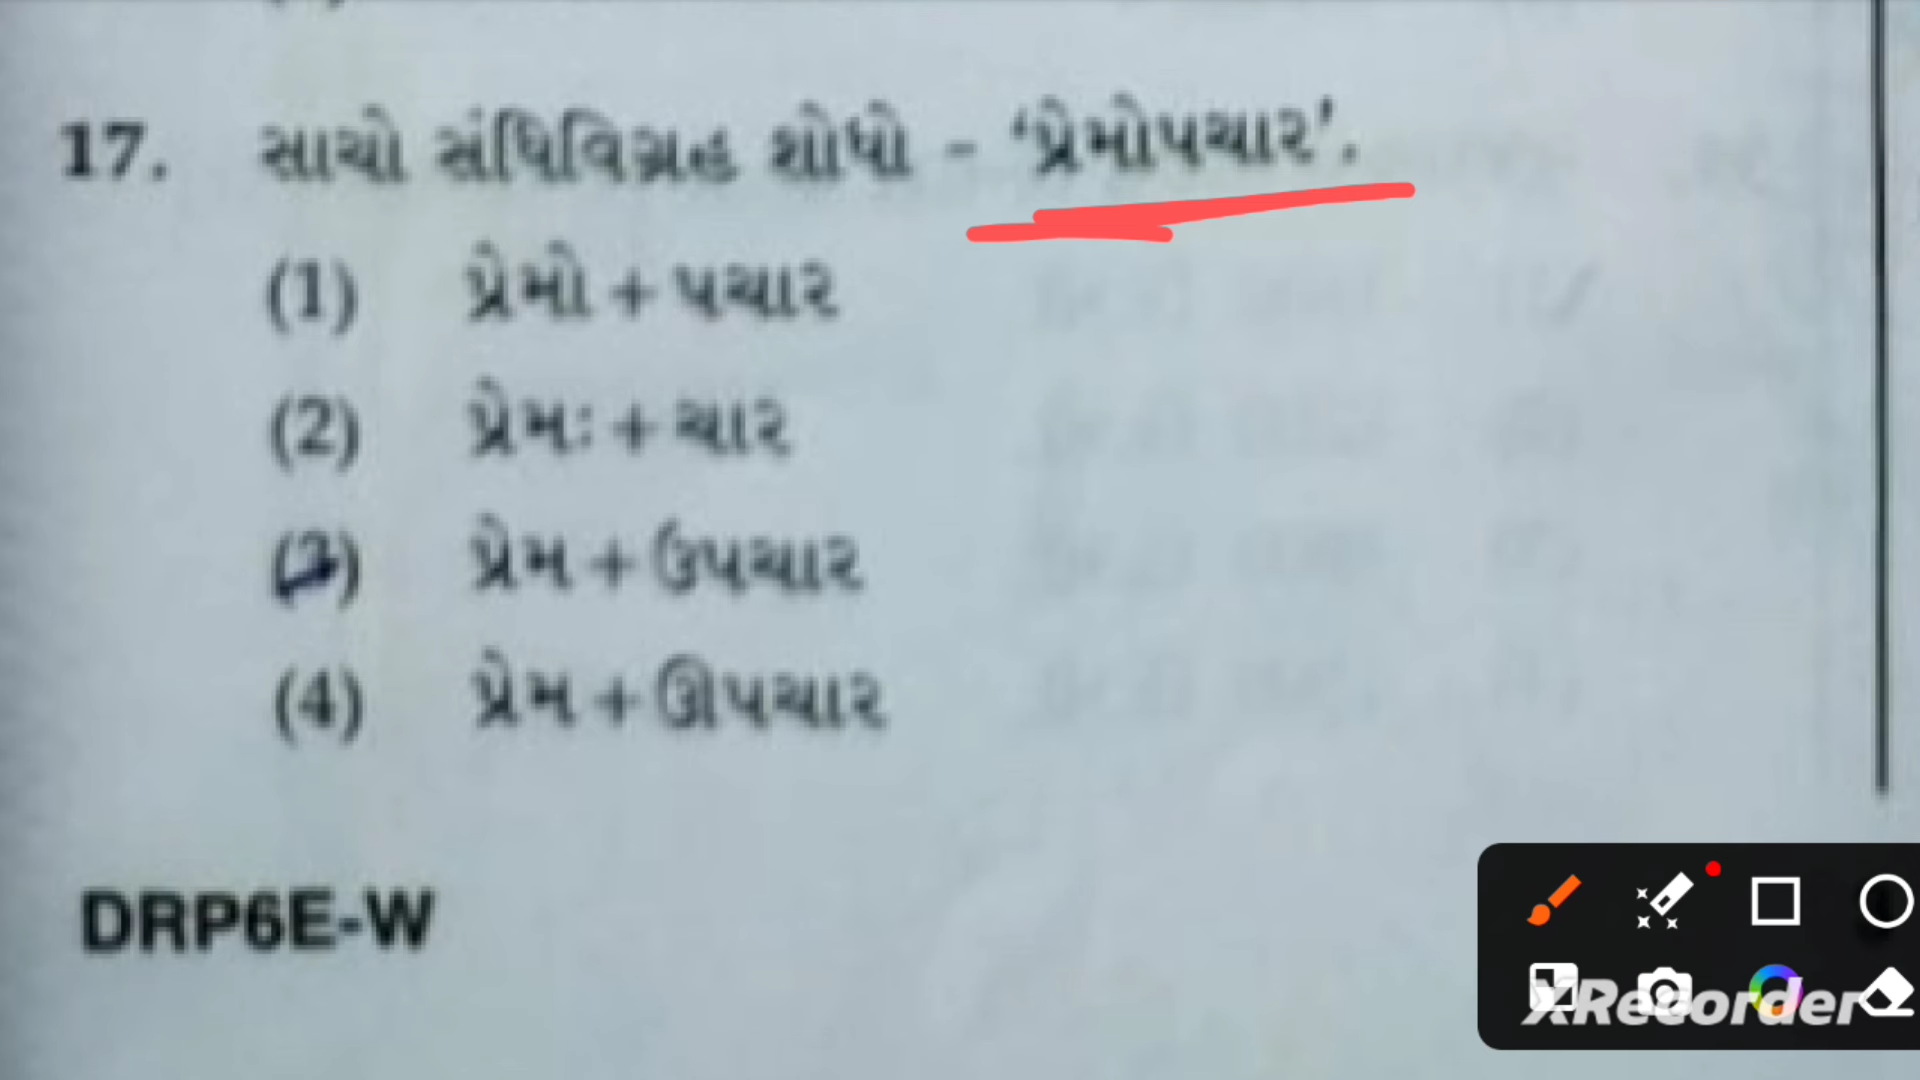 17. સાચો સંધિવિગ્રહ શોધો - 'પ્રેમોપચાર'.
(1) પ્રેમો + પચાર
(2) પ્રેમઃ + ચાર
(3) પ્રેમ + ઉપચાર
(4) પ્રેમ + ઊપચાર
DRP6E-W
XRecorder